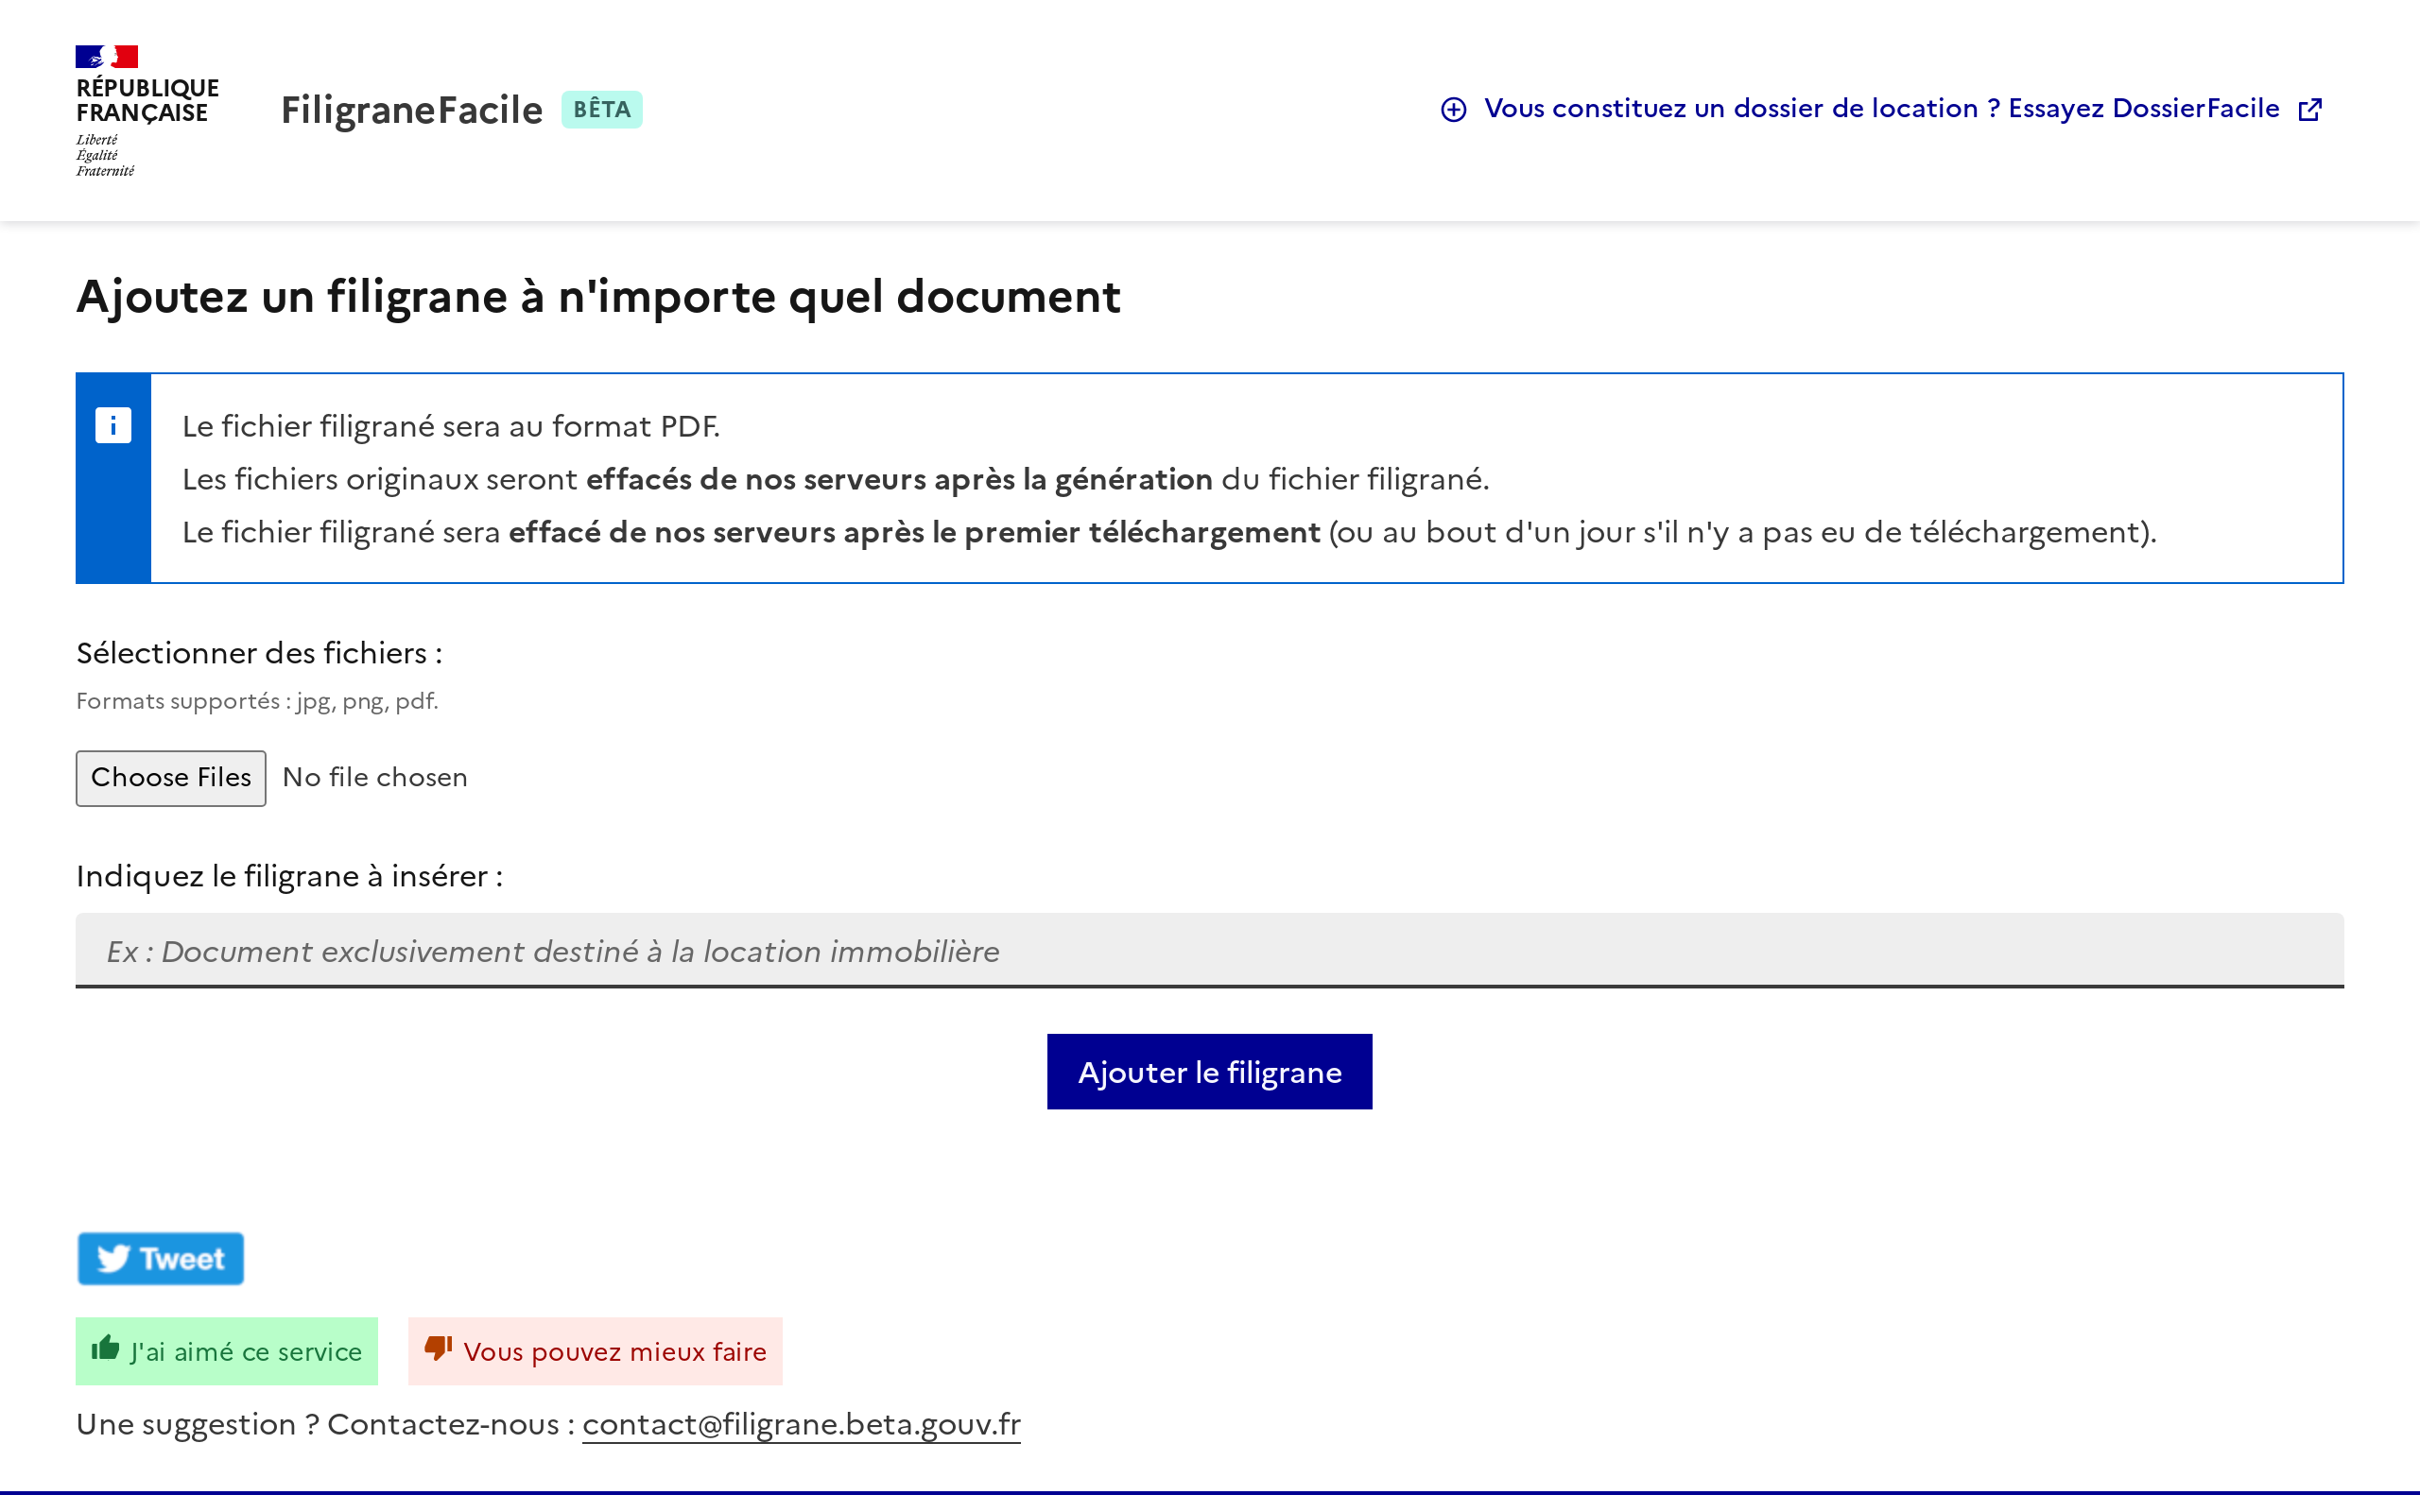 RÉPUBLIQUE
FRANÇAISE
Liberté
Égalité
Fraternité
FiligraneFacile BÊTA
Vous constituez un dossier de location ? Essayez DossierFacile
Ajoutez un filigrane à n'importe quel document
Le fichier filigrané sera au format PDF.
Les fichiers originaux seront effacés de nos serveurs après la génération du fichier filigrané.
Le fichier filigrané sera effacé de nos serveurs après le premier téléchargement (ou au bout d'un jour s'il n'y a pas eu de téléchargement).
Sélectionner des fichiers :
Formats supportés : jpg, png, pdf.
Choose Files No file chosen
Indiquez le filigrane à insérer :
Ex : Document exclusivement destiné à la location immobilière
Ajouter le filigrane
Tweet
J'ai aimé ce service Vous pouvez mieux faire
Une suggestion ? Contactez-nous : contact@filigrane.beta.gouv.fr